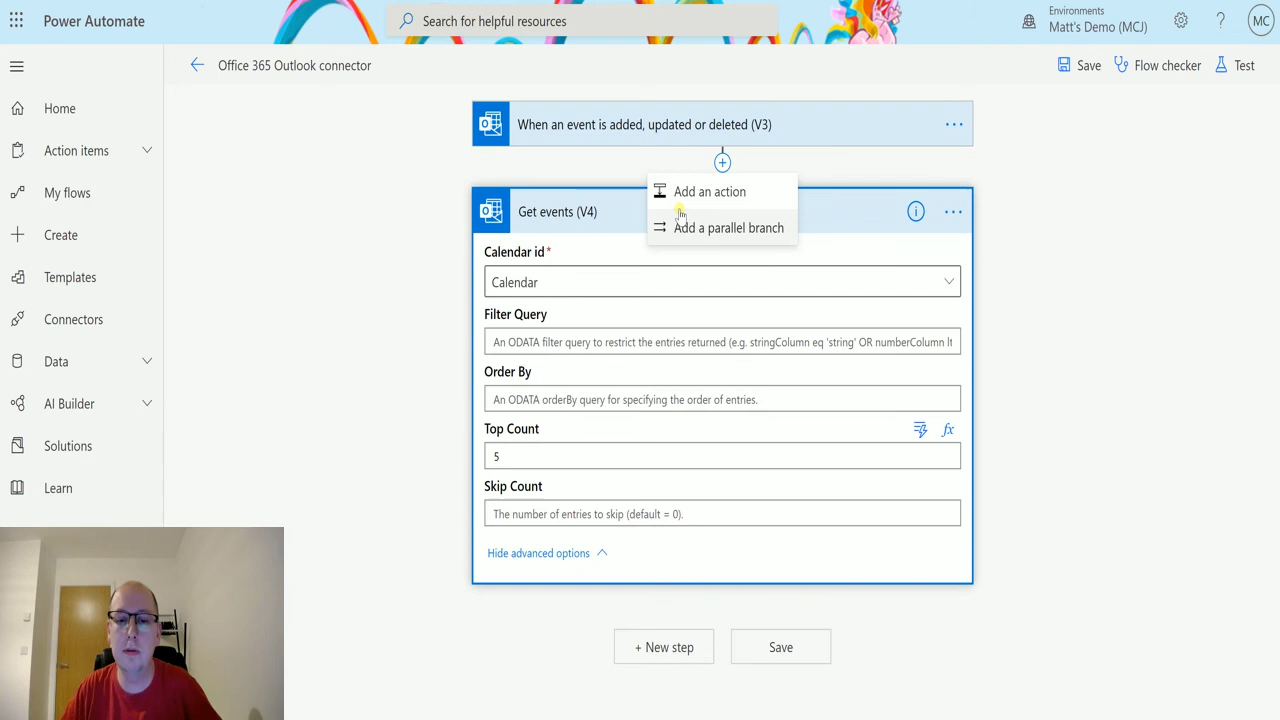 Power Automate
Search for helpful resources
Environments
Matt's Demo (MCJ)
MC
Office 365 Outlook connector
Save
Flow checker
Test
Home
Action items
My flows
Create
Templates
Connectors
Data
AI Builder
Solutions
Learn
When an event is added, updated or deleted (V3)
Add an action
Add a parallel branch
Get events (V4)
Calendar id*
Calendar
Filter Query
An ODATA filter query to restrict the entries returned (e.g. stringColumn eq 'string' OR numberColumn lt
Order By
An ODATA orderBy query for specifying the order of entries.
Top Count
fx
5
Skip Count
The number of entries to skip (default = 0).
Hide advanced options
+ New step
Save